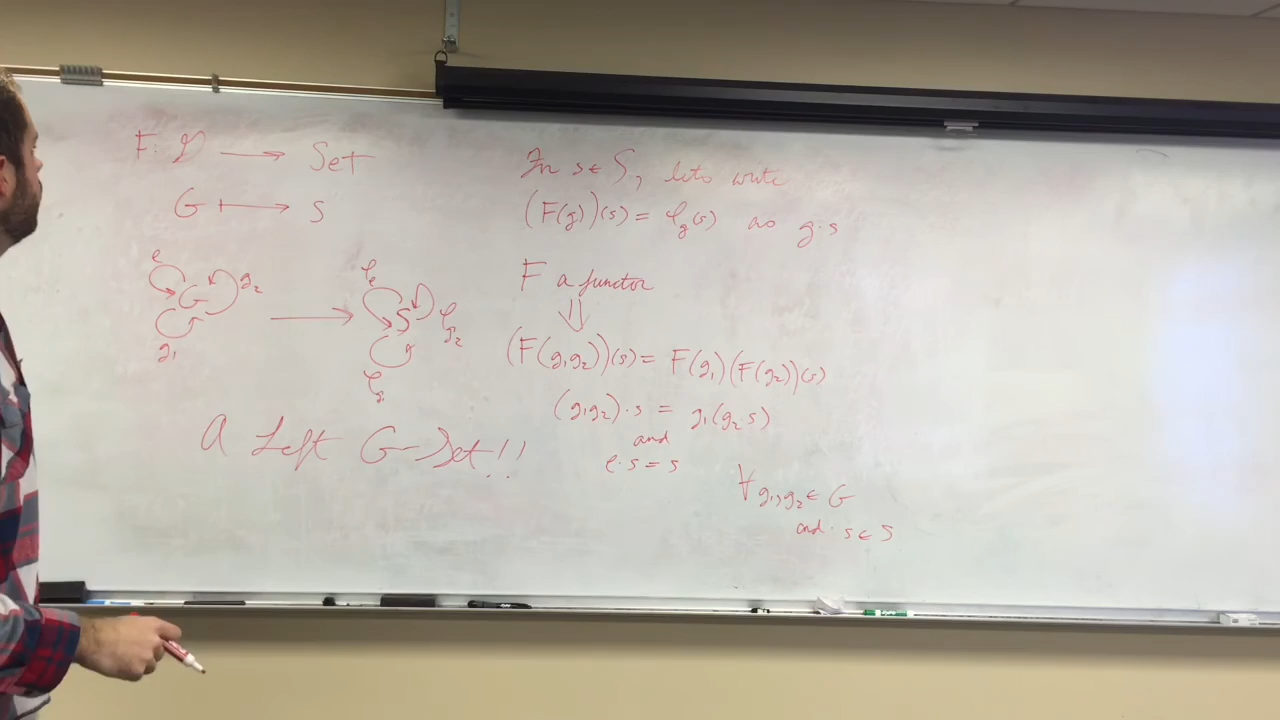 F: 𝒢 ⟶ Set
G ⟼ S
e
G
g₂
g₁
φₑ
S
φ_g₂
φ_g₁
A Left G-Set!!
For s ∈ S, lets write
(F(g))(s) = φ_g(s) as g·s
F a functor
⇓
(F(g₁g₂))(s) = F(g₁)(F(g₂))(s)
(g₁g₂)·s = g₁(g₂·s)
and
e·s = s
∀ g₁,g₂ ∈ G
and s ∈ S